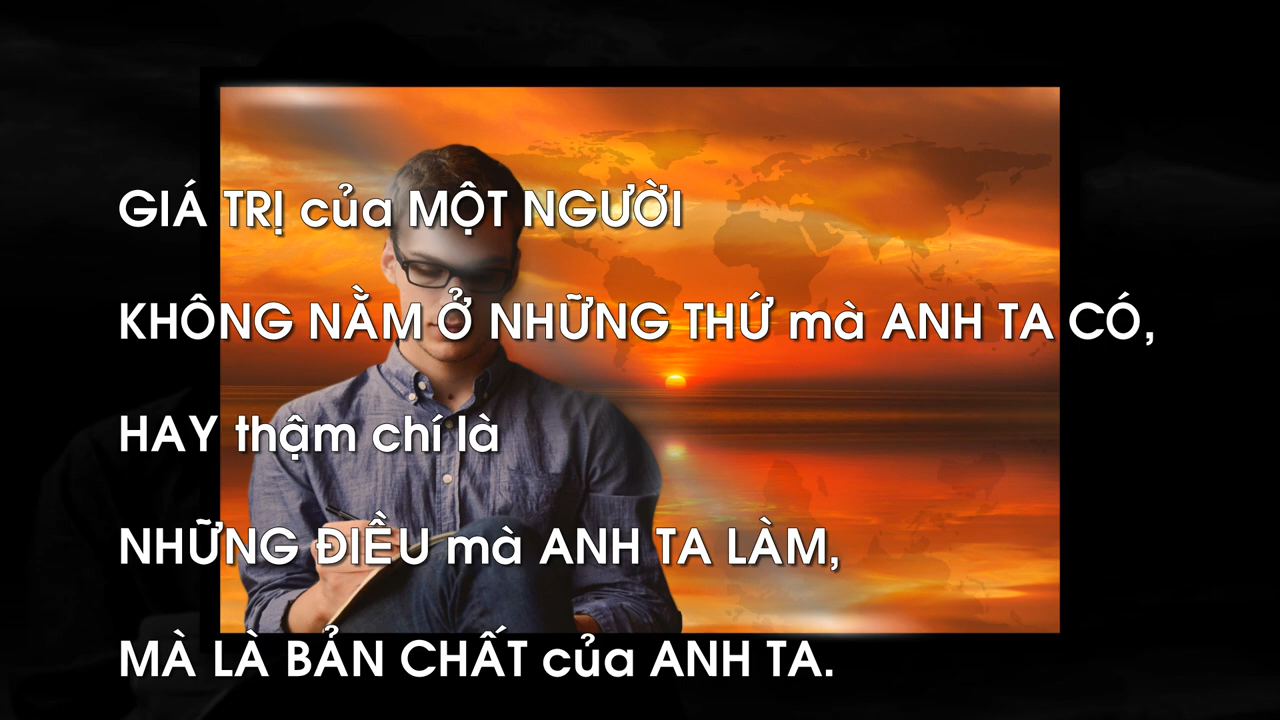 GIÁ TRỊ của MỘT NGƯỜI
KHÔNG NẰM Ở NHỮNG THỨ mà ANH TA CÓ,
HAY thậm chí là
NHỮNG ĐIỀU mà ANH TA LÀM,
MÀ LÀ BẢN CHẤT của ANH TA.